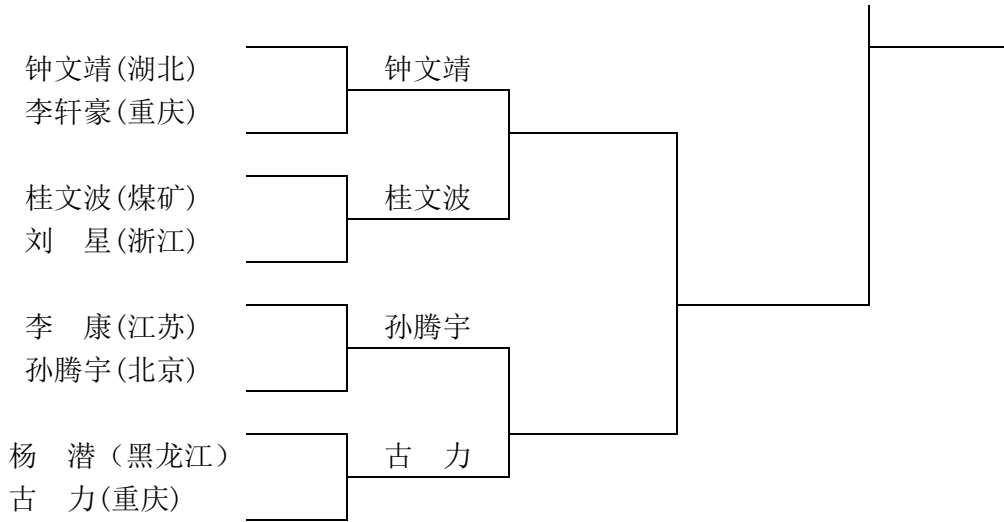 钟文靖(湖北) 钟文靖
李轩豪(重庆)
桂文波(煤矿) 桂文波
刘　星(浙江)
李　康(江苏) 孙腾宇
孙腾宇(北京)
杨　潜（黑龙江） 古　力
古　力(重庆)